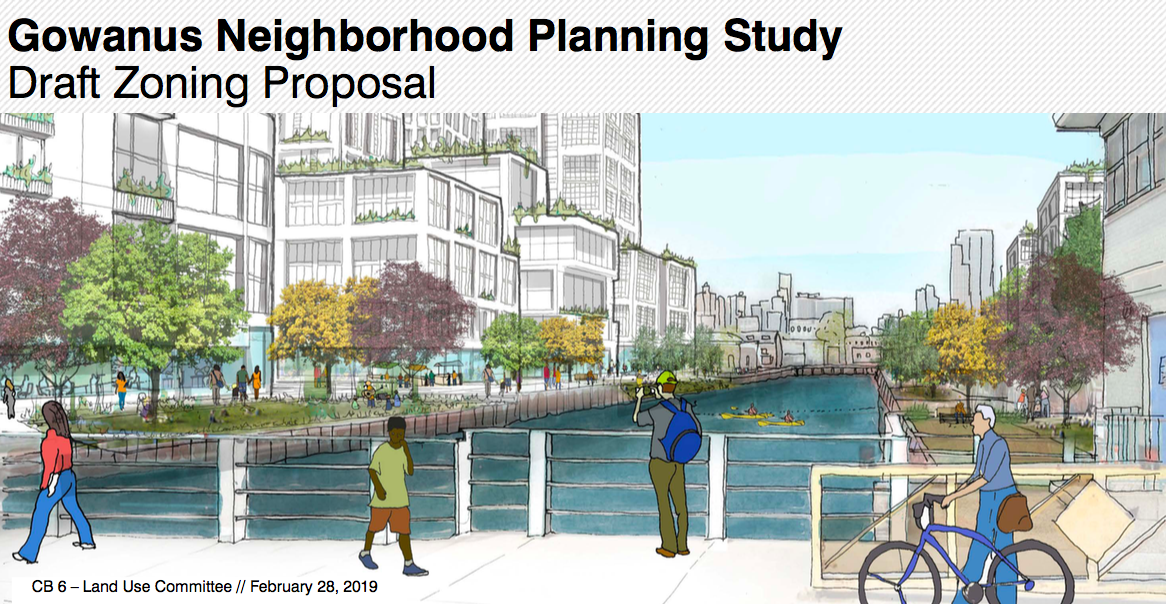 Gowanus Neighborhood Planning Study
Draft Zoning Proposal
CB 6 – Land Use Committee // February 28, 2019